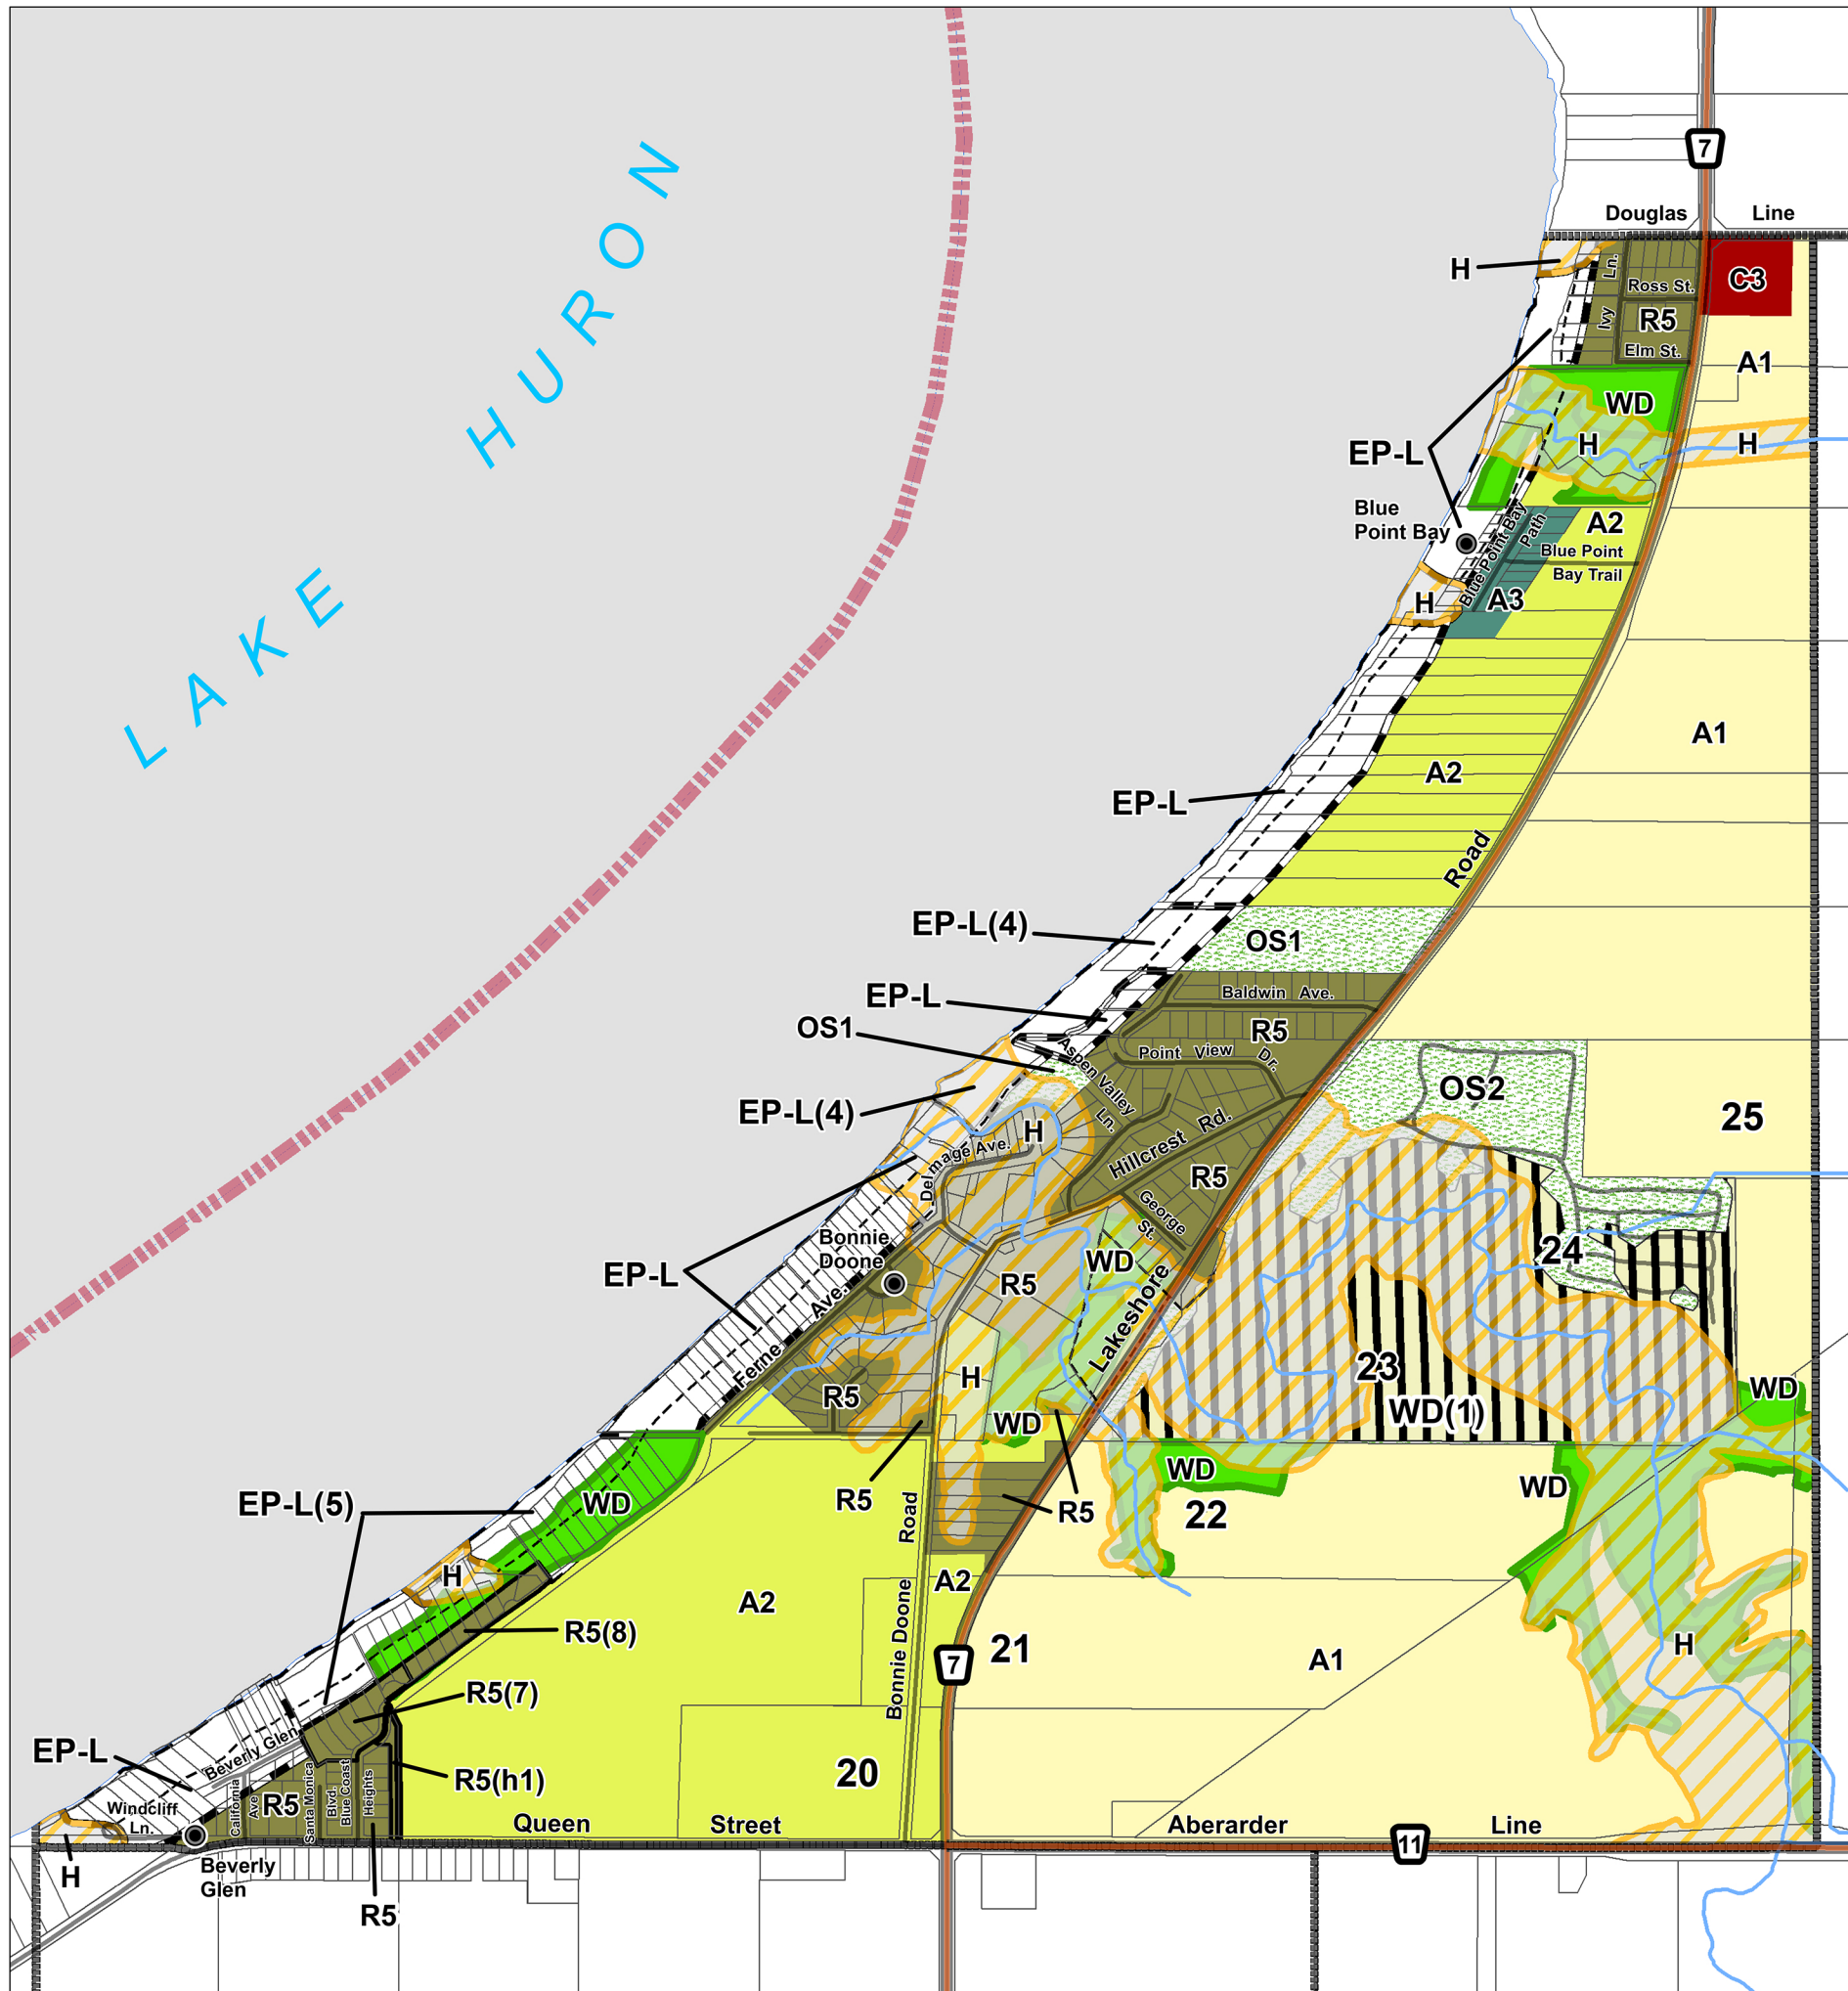 LAKE HURON
7
Douglas Line
H
Ln.
Ross St.
C3
Ivy
R5
Elm St.
A1
WD
EP-L
H
H
Blue
Point Bay
A2
Blue Point Bay
Path
Blue Point
Bay Trail
H
A3
A1
A2
EP-L
Road
EP-L(4)
OS1
EP-L
Baldwin Ave.
OS1
R5
Aspen Valley
Ln.
Point View Dr.
OS2
EP-L(4)
25
H
Delmage Ave.
Hillcrest Rd.
R5
George
St.
Bonnie
Doone
WD
24
EP-L
R5
Lakeshore
Ferne Ave.
23
H
R5
WD
WD(1)
WD
EP-L(5)
WD
R5
Road
R5
WD
22
WD
H
A2
A2
R5(8)
Bonnie Doone
21
A1
H
7
R5(7)
EP-L
Beverly Glen
R5(h1)
20
Windcliff
Ln.
California
Ave
R5
Santa Monica
Blvd.
Blue Coast
Heights
Queen Street
Aberarder Line
11
H
Beverly
Glen
R5